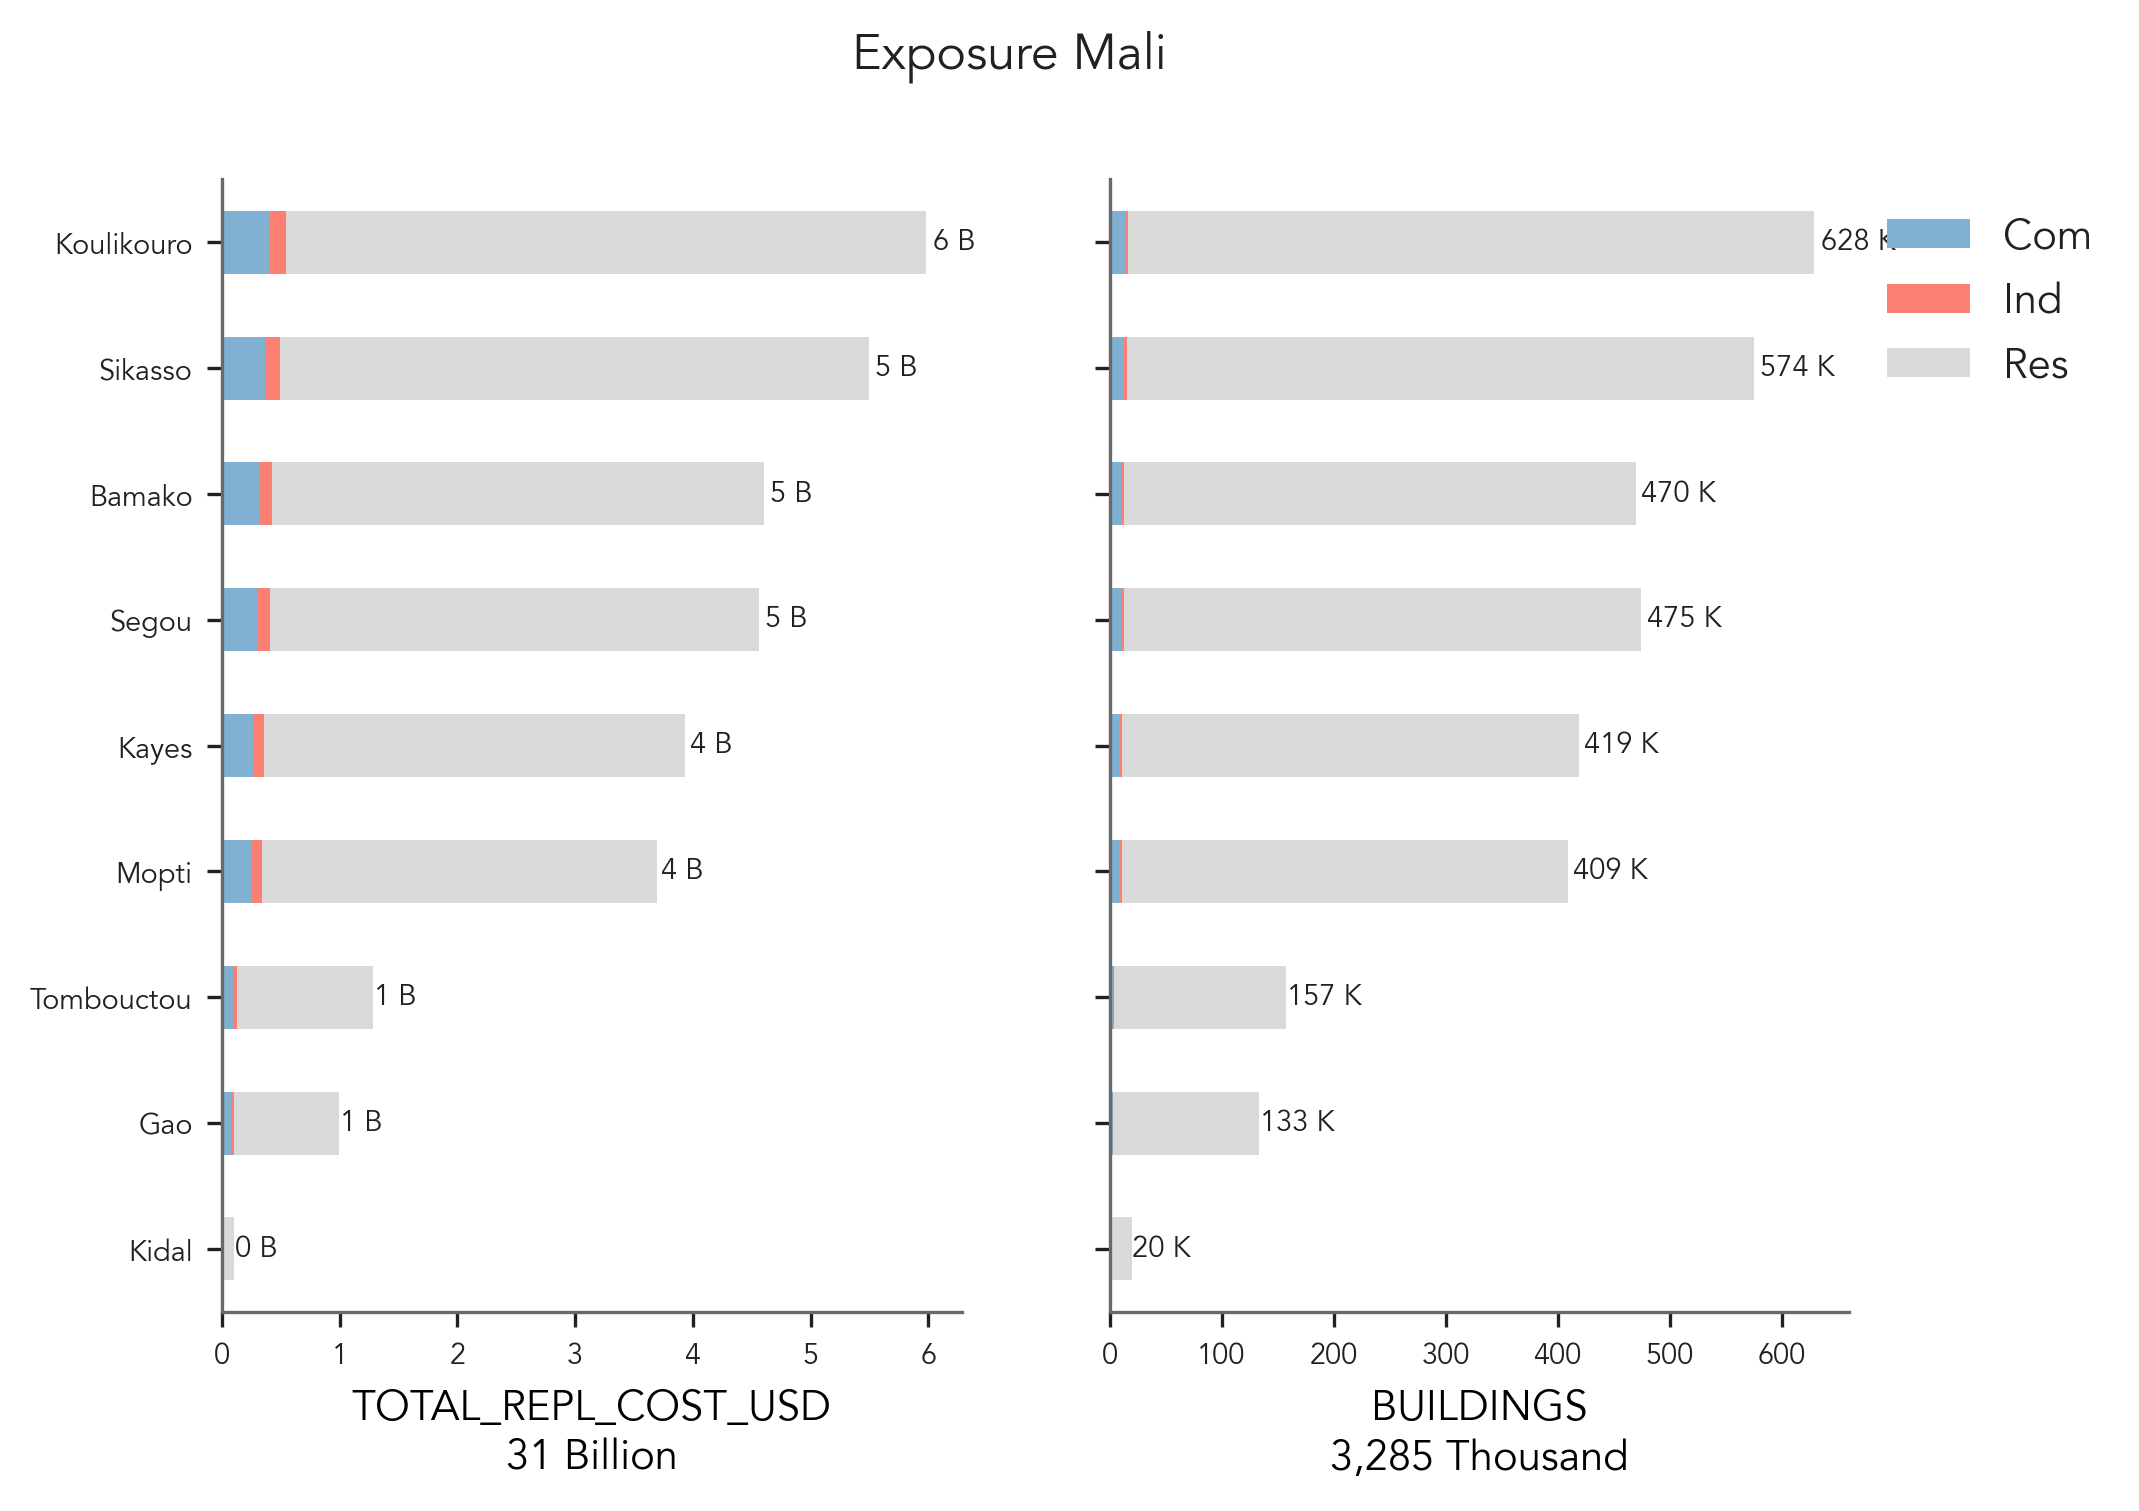 Exposure Mali
Koulikouro
6 B
Sikasso
5 B
Bamako
5 B
Segou
5 B
Kayes
4 B
Mopti
4 B
Tombouctou
1 B
Gao
1 B
Kidal
0 B
0 1 2 3 4 5 6
TOTAL_REPL_COST_USD
31 Billion
628 K
574 K
470 K
475 K
419 K
409 K
157 K
133 K
20 K
0 100 200 300 400 500 600
BUILDINGS
3,285 Thousand
Com
Ind
Res